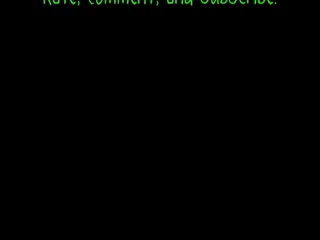 Rate, comment, and subscribe.